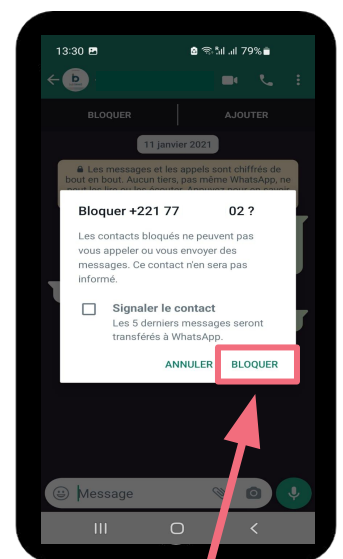 13:30
79%
b
BLOQUER
AJOUTER
11 janvier 2021
Les messages et les appels sont chiffrés de
bout en bout. Aucun tiers, pas même WhatsApp, ne
Bloquer +221 77 02 ?
Les contacts bloqués ne peuvent pas
vous appeler ou vous envoyer des
messages. Ce contact n'en sera pas
informé.
Signaler le contact
Les 5 derniers messages seront
transférés à WhatsApp.
ANNULER
BLOQUER
Message